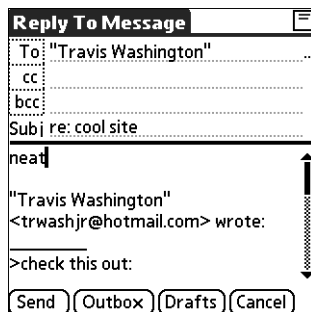 Reply To Message
To "Travis Washington" ..
cc
bcc
Subj re: cool site
neat
"Travis Washington"
<trwashjr@hotmail.com> wrote:
>check this out:
Send Outbox Drafts Cancel